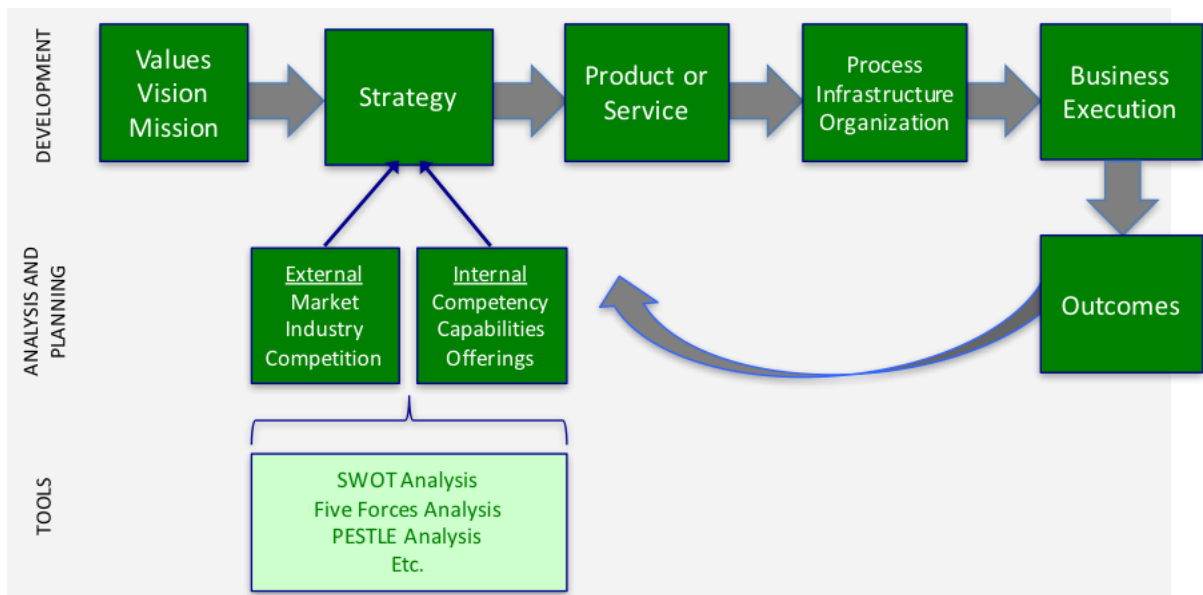 DEVELOPMENT
Values
Vision
Mission
Strategy
Product or
Service
Process
Infrastructure
Organization
Business
Execution
ANALYSIS AND
PLANNING
External
Market
Industry
Competition
Internal
Competency
Capabilities
Offerings
Outcomes
TOOLS
SWOT Analysis
Five Forces Analysis
PESTLE Analysis
Etc.